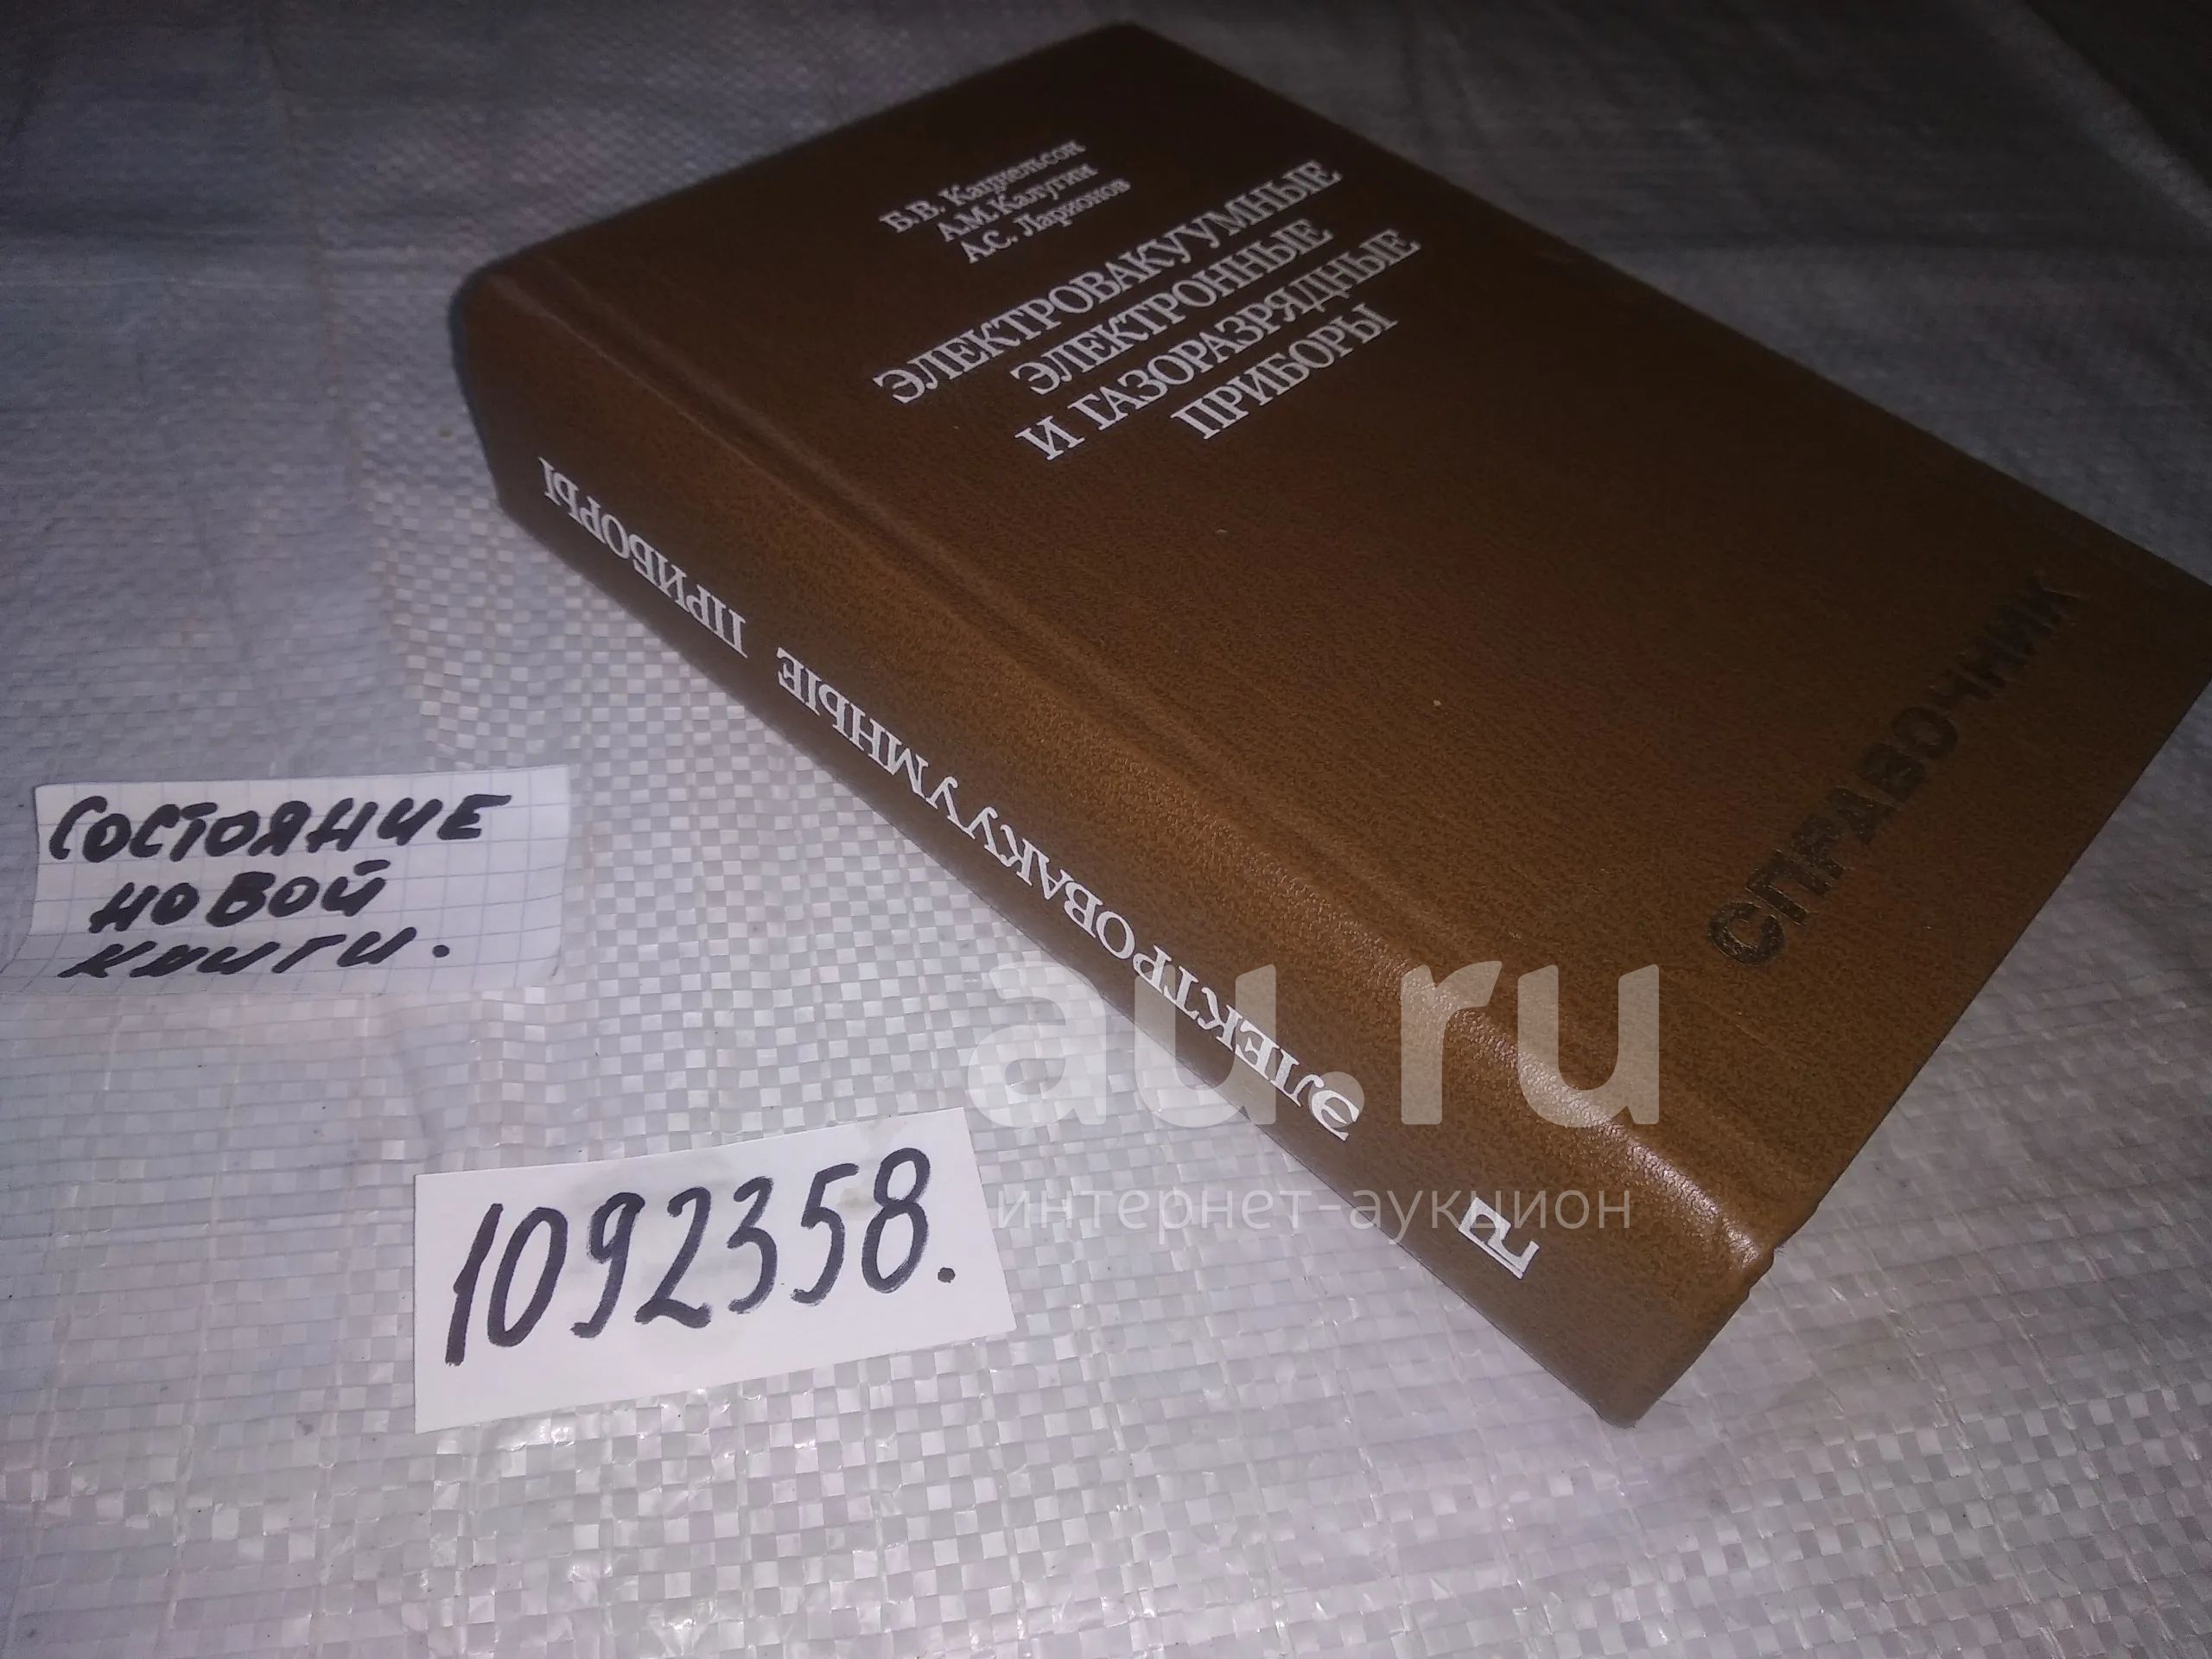 Б.В. Кацнельсон
А.М. Калугин
А.С. Ларионов
ЭЛЕКТРОВАКУУМНЫЕ
ЭЛЕКТРОННЫЕ
И ГАЗОРАЗРЯДНЫЕ
ПРИБОРЫ
СПРАВОЧНИК
ЭЛЕКТРОВАКУУМНЫЕ ПРИБОРЫ
СОСТОЯНИЕ
НОВОЙ
КНИГИ.
1092358.
au.ru
интернет-аукцион